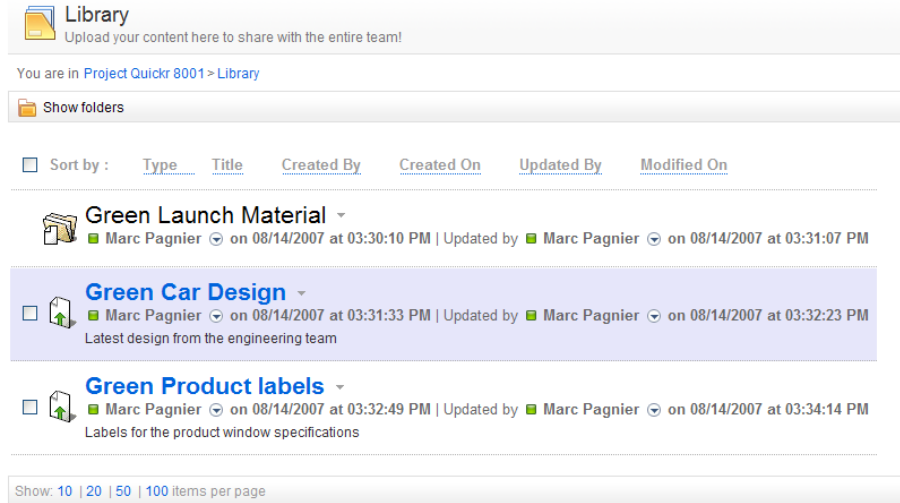 Library
Upload your content here to share with the entire team!
You are in Project Quickr 8001 > Library
Show folders
Sort by : Type Title Created By Created On Updated By Modified On
Green Launch Material
Marc Pagnier on 08/14/2007 at 03:30:10 PM | Updated by Marc Pagnier on 08/14/2007 at 03:31:07 PM
Green Car Design
Marc Pagnier on 08/14/2007 at 03:31:33 PM | Updated by Marc Pagnier on 08/14/2007 at 03:32:23 PM
Latest design from the engineering team
Green Product labels
Marc Pagnier on 08/14/2007 at 03:32:49 PM | Updated by Marc Pagnier on 08/14/2007 at 03:34:14 PM
Labels for the product window specifications
Show: 10 | 20 | 50 | 100 items per page